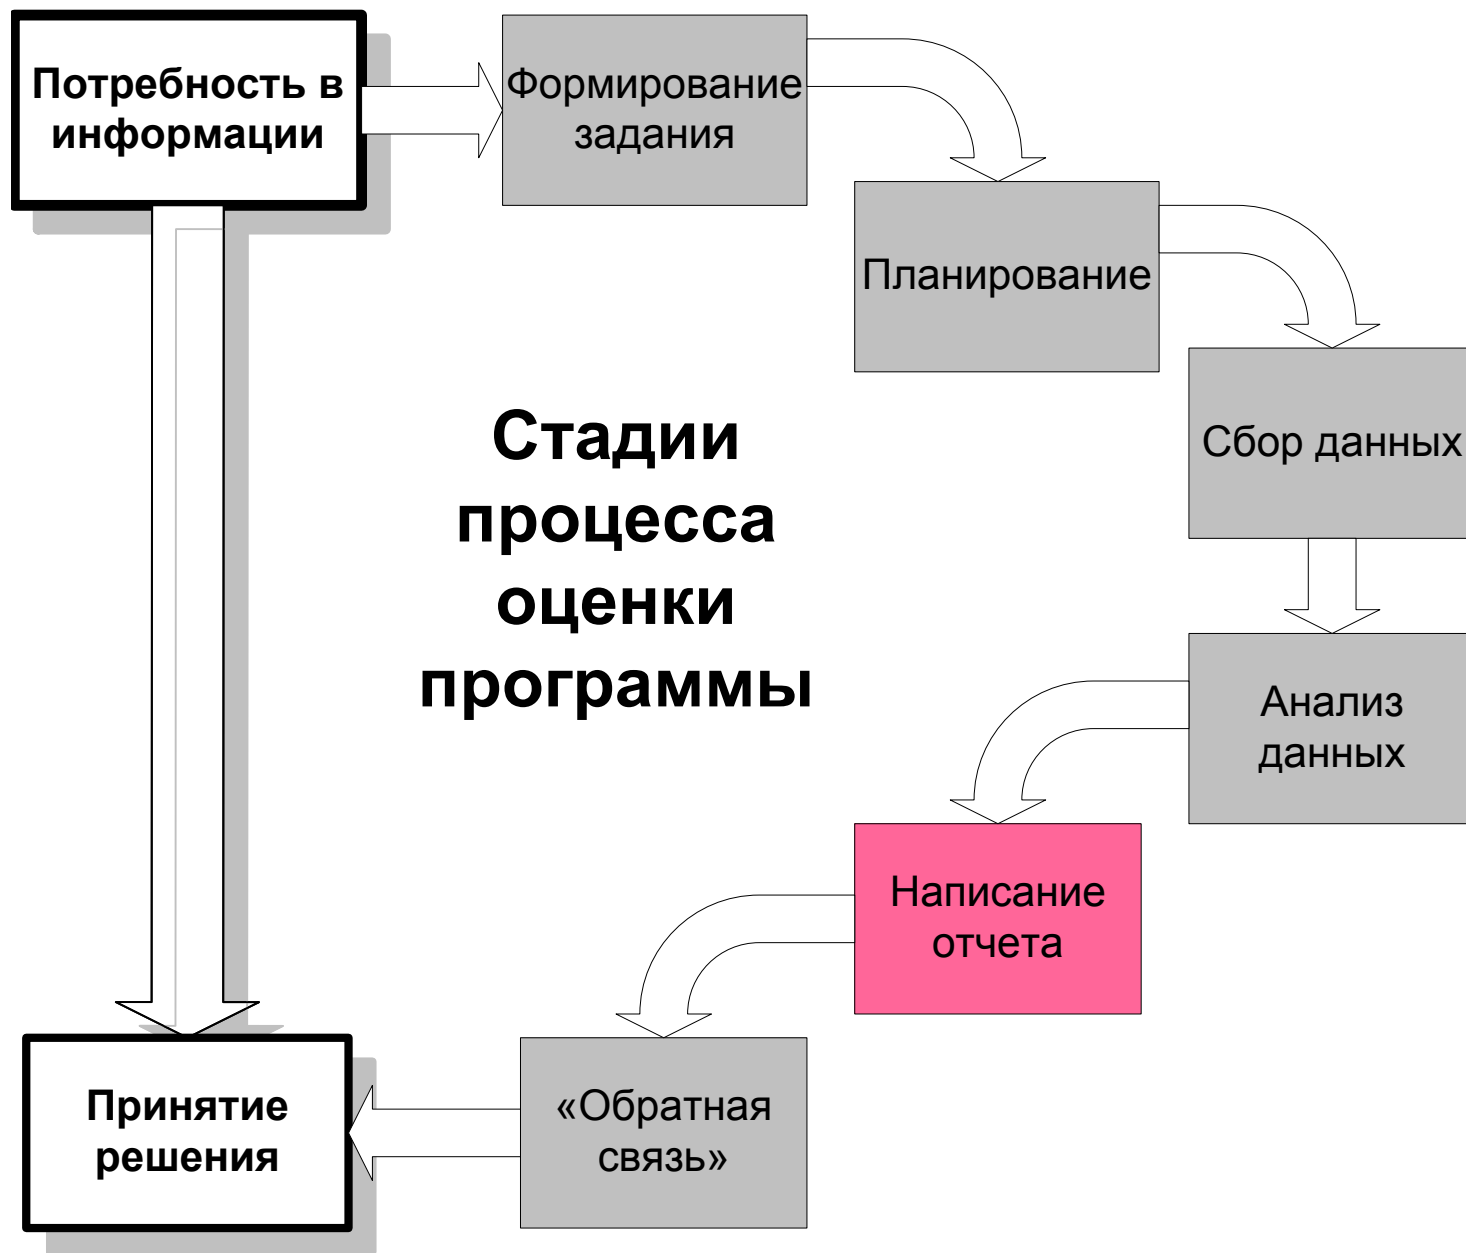 Потребность в
информации
Формирование
задания
Планирование
Сбор данных
Стадии
процесса
оценки
программы
Анализ
данных
Написание
отчета
«Обратная
связь»
Принятие
решения